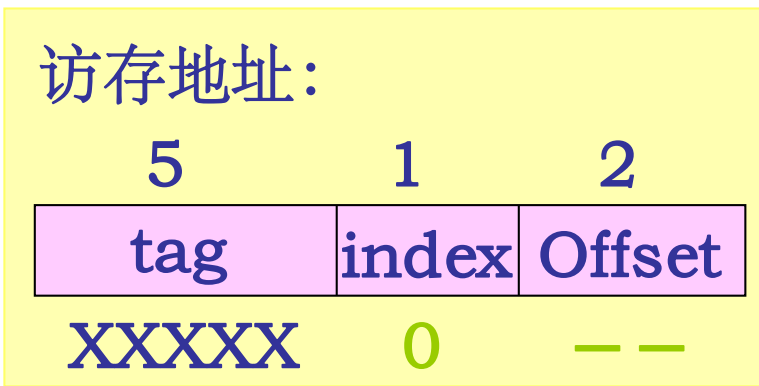 访存地址:
5 1 2
tag index Offset
XXXXX 0 – –